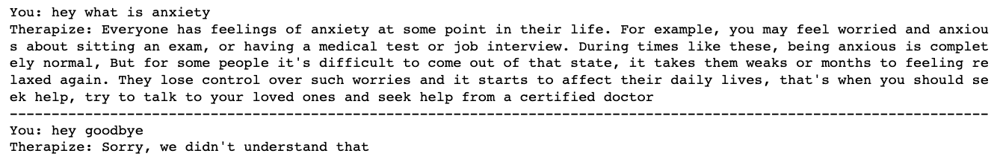 You: hey what is anxiety
Therapize: Everyone has feelings of anxiety at some point in their life. For example, you may feel worried and anxiou
s about sitting an exam, or having a medical test or job interview. During times like these, being anxious is complet
ely normal, But for some people it's difficult to come out of that state, it takes them weaks or months to feeling re
laxed again. They lose control over such worries and it starts to affect their daily lives, that's when you should se
ek help, try to talk to your loved ones and seek help from a certified doctor
---------------------------------------------------------------------------------------------------------------------
You: hey goodbye
Therapize: Sorry, we didn't understand that